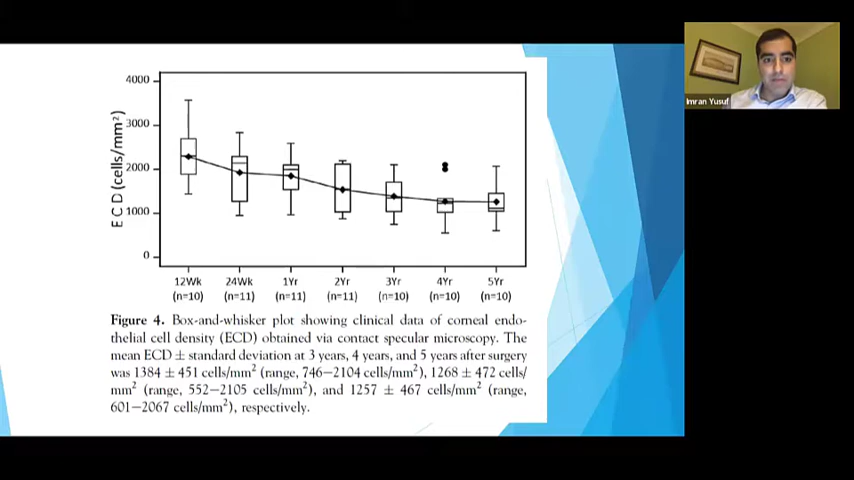 Imran Yusuf
4000
3000
2000
1000
0
ECD (cells/mm²)
12Wk 24Wk 1Yr 2Yr 3Yr 4Yr 5Yr
(n=10) (n=11) (n=11) (n=11) (n=10) (n=10) (n=10)
Figure 4. Box-and-whisker plot showing clinical data of corneal endo-
thelial cell density (ECD) obtained via contact specular microscopy. The
mean ECD ± standard deviation at 3 years, 4 years, and 5 years after surgery
was 1384 ± 451 cells/mm² (range, 746–2104 cells/mm²), 1268 ± 472 cells/
mm² (range, 552–2105 cells/mm²), and 1257 ± 467 cells/mm² (range,
601–2067 cells/mm²), respectively.